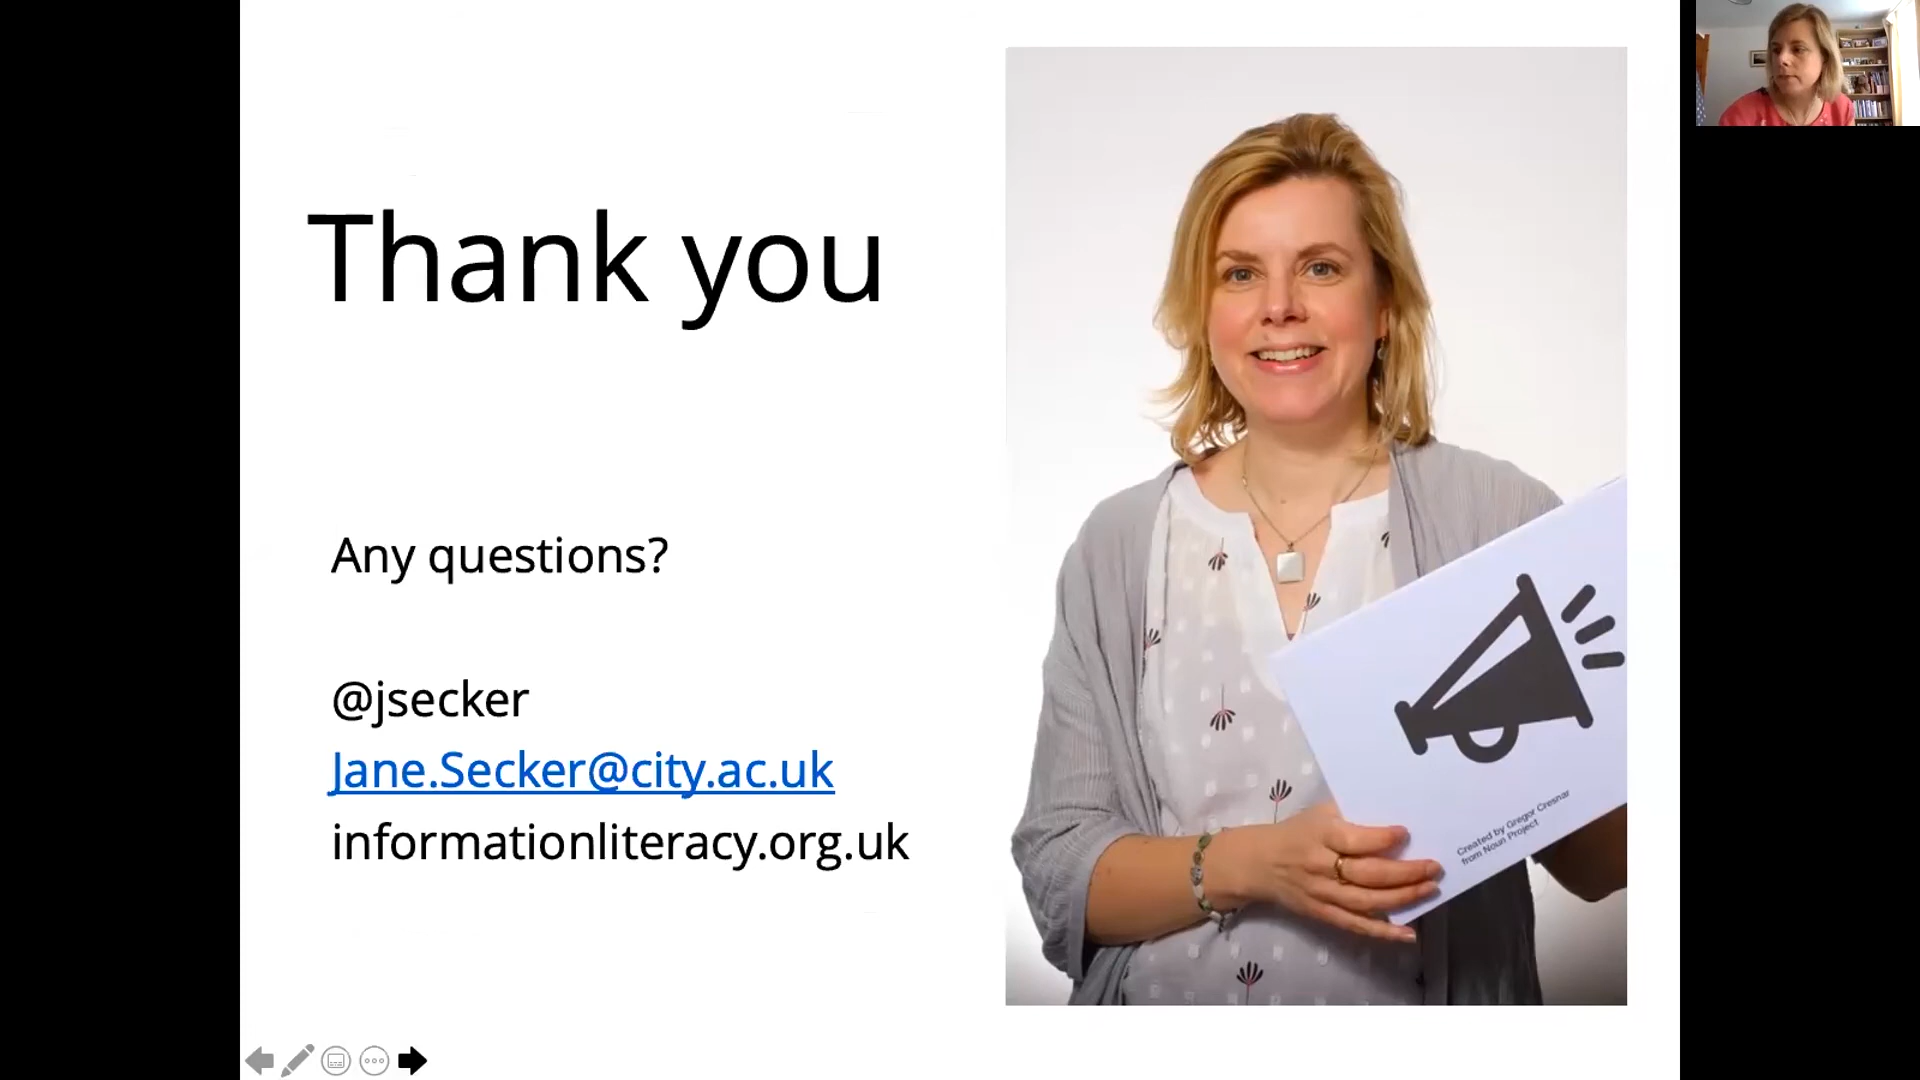 Thank you
Any questions?
@jsecker
Jane.Secker@city.ac.uk
informationliteracy.org.uk
Created by Gregor Cresnar
from Noun Project